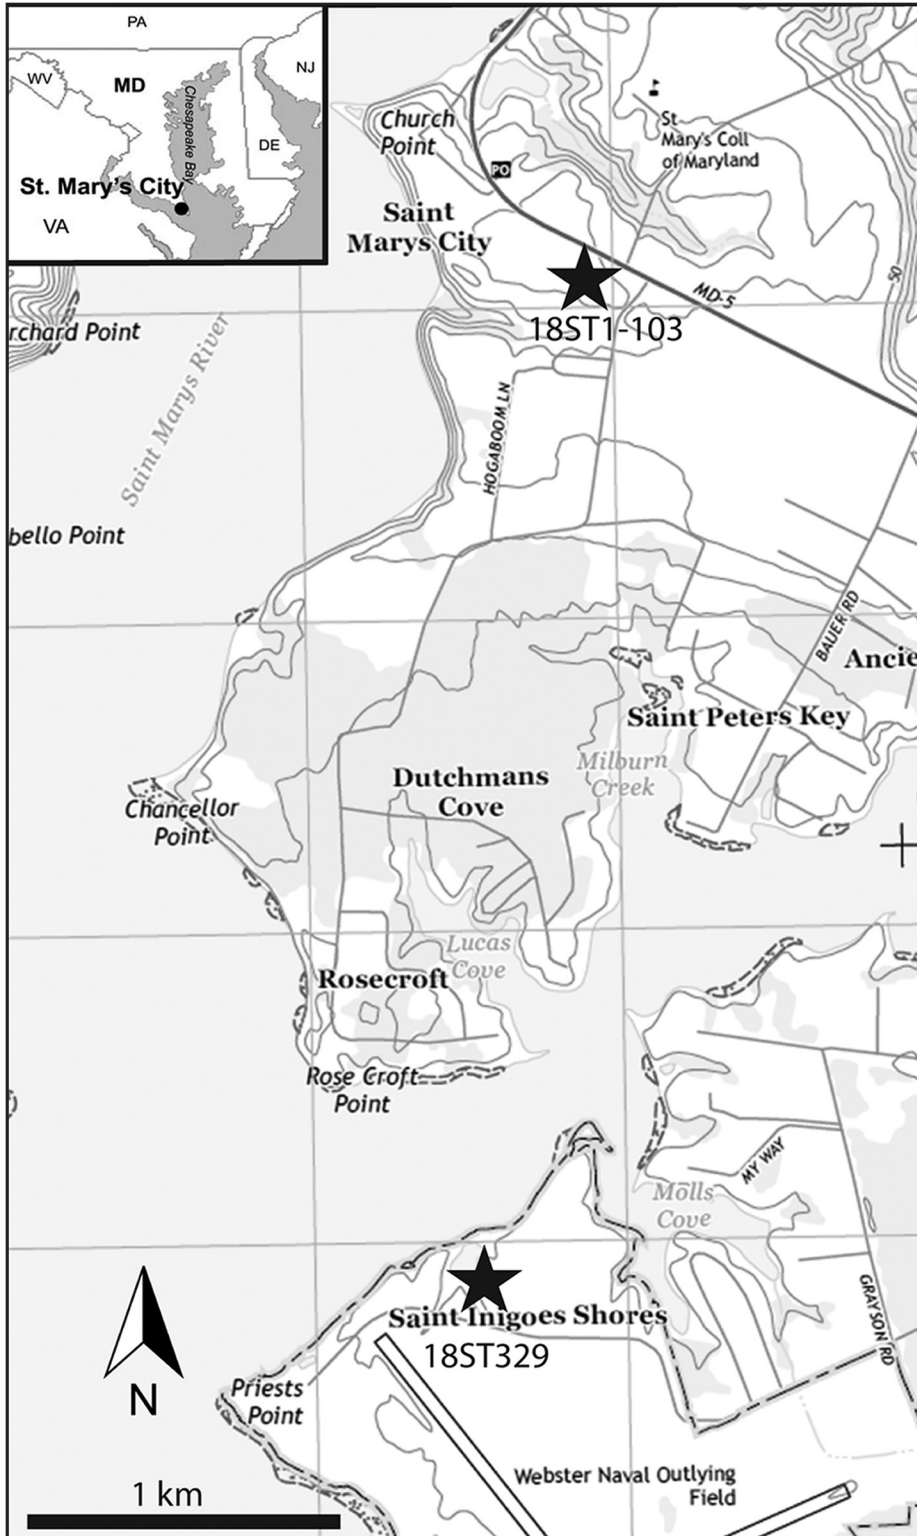 PA
WV
MD
NJ
Chesapeake Bay
DE
St. Mary's City
VA
Church
Point
St
Mary's Coll
of Maryland
PO
Saint
Marys City
MD-5
50
18ST1-103
rchard Point
Saint Marys River
HOGABOOM LN
bello Point
BAUER RD
Ancie
Saint Peters Key
Milburn
Creek
Dutchmans
Cove
Chancellor
Point
Lucas
Cove
Rosecroft
Rose Croft
Point
MY WAY
Molls
Cove
GRAYSON RD
Saint Inigoes Shores
18ST329
N
Priests
Point
Webster Naval Outlying
Field
1 km